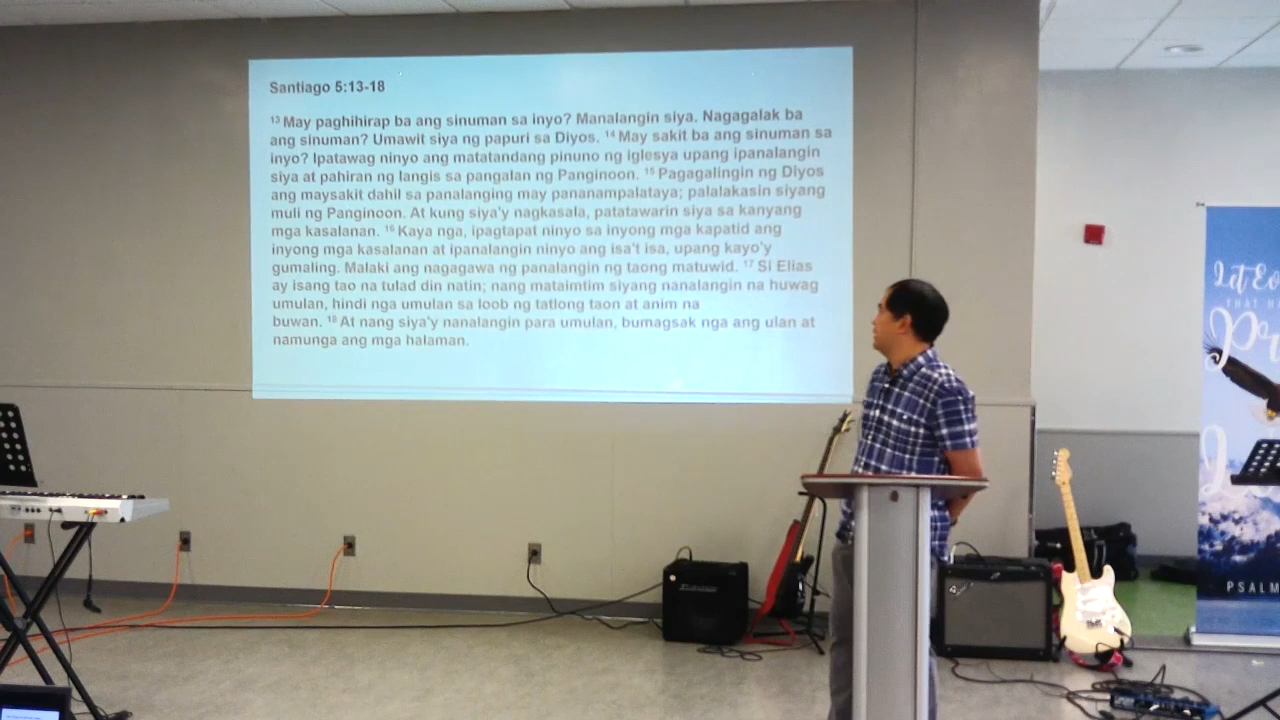 Santiago 5:13-18
¹³ May paghihirap ba ang sinuman sa inyo? Manalangin siya. Nagagalak ba
ang sinuman? Umawit siya ng papuri sa Diyos. ¹⁴ May sakit ba ang sinuman sa
inyo? Ipatawag ninyo ang matatandang pinuno ng iglesya upang ipanalangin
siya at pahiran ng langis sa pangalan ng Panginoon. ¹⁵ Pagagalingin ng Diyos
ang maysakit dahil sa panalanging may pananampalataya; palalakasin siyang
muli ng Panginoon. At kung siya'y nagkasala, patatawarin siya sa kanyang
mga kasalanan. ¹⁶ Kaya nga, ipagtapat ninyo sa inyong mga kapatid ang
inyong mga kasalanan at ipanalangin ninyo ang isa't isa, upang kayo'y
gumaling. Malaki ang nagagawa ng panalangin ng taong matuwid. ¹⁷ Si Elias
ay isang tao na tulad din natin; nang mataimtim siyang nanalangin na huwag
umulan, hindi nga umulan sa loob ng tatlong taon at anim na
buwan. ¹⁸ At nang siya'y nanalangin para umulan, bumagsak nga ang ulan at
namunga ang mga halaman.
Let
THAT
PSALM